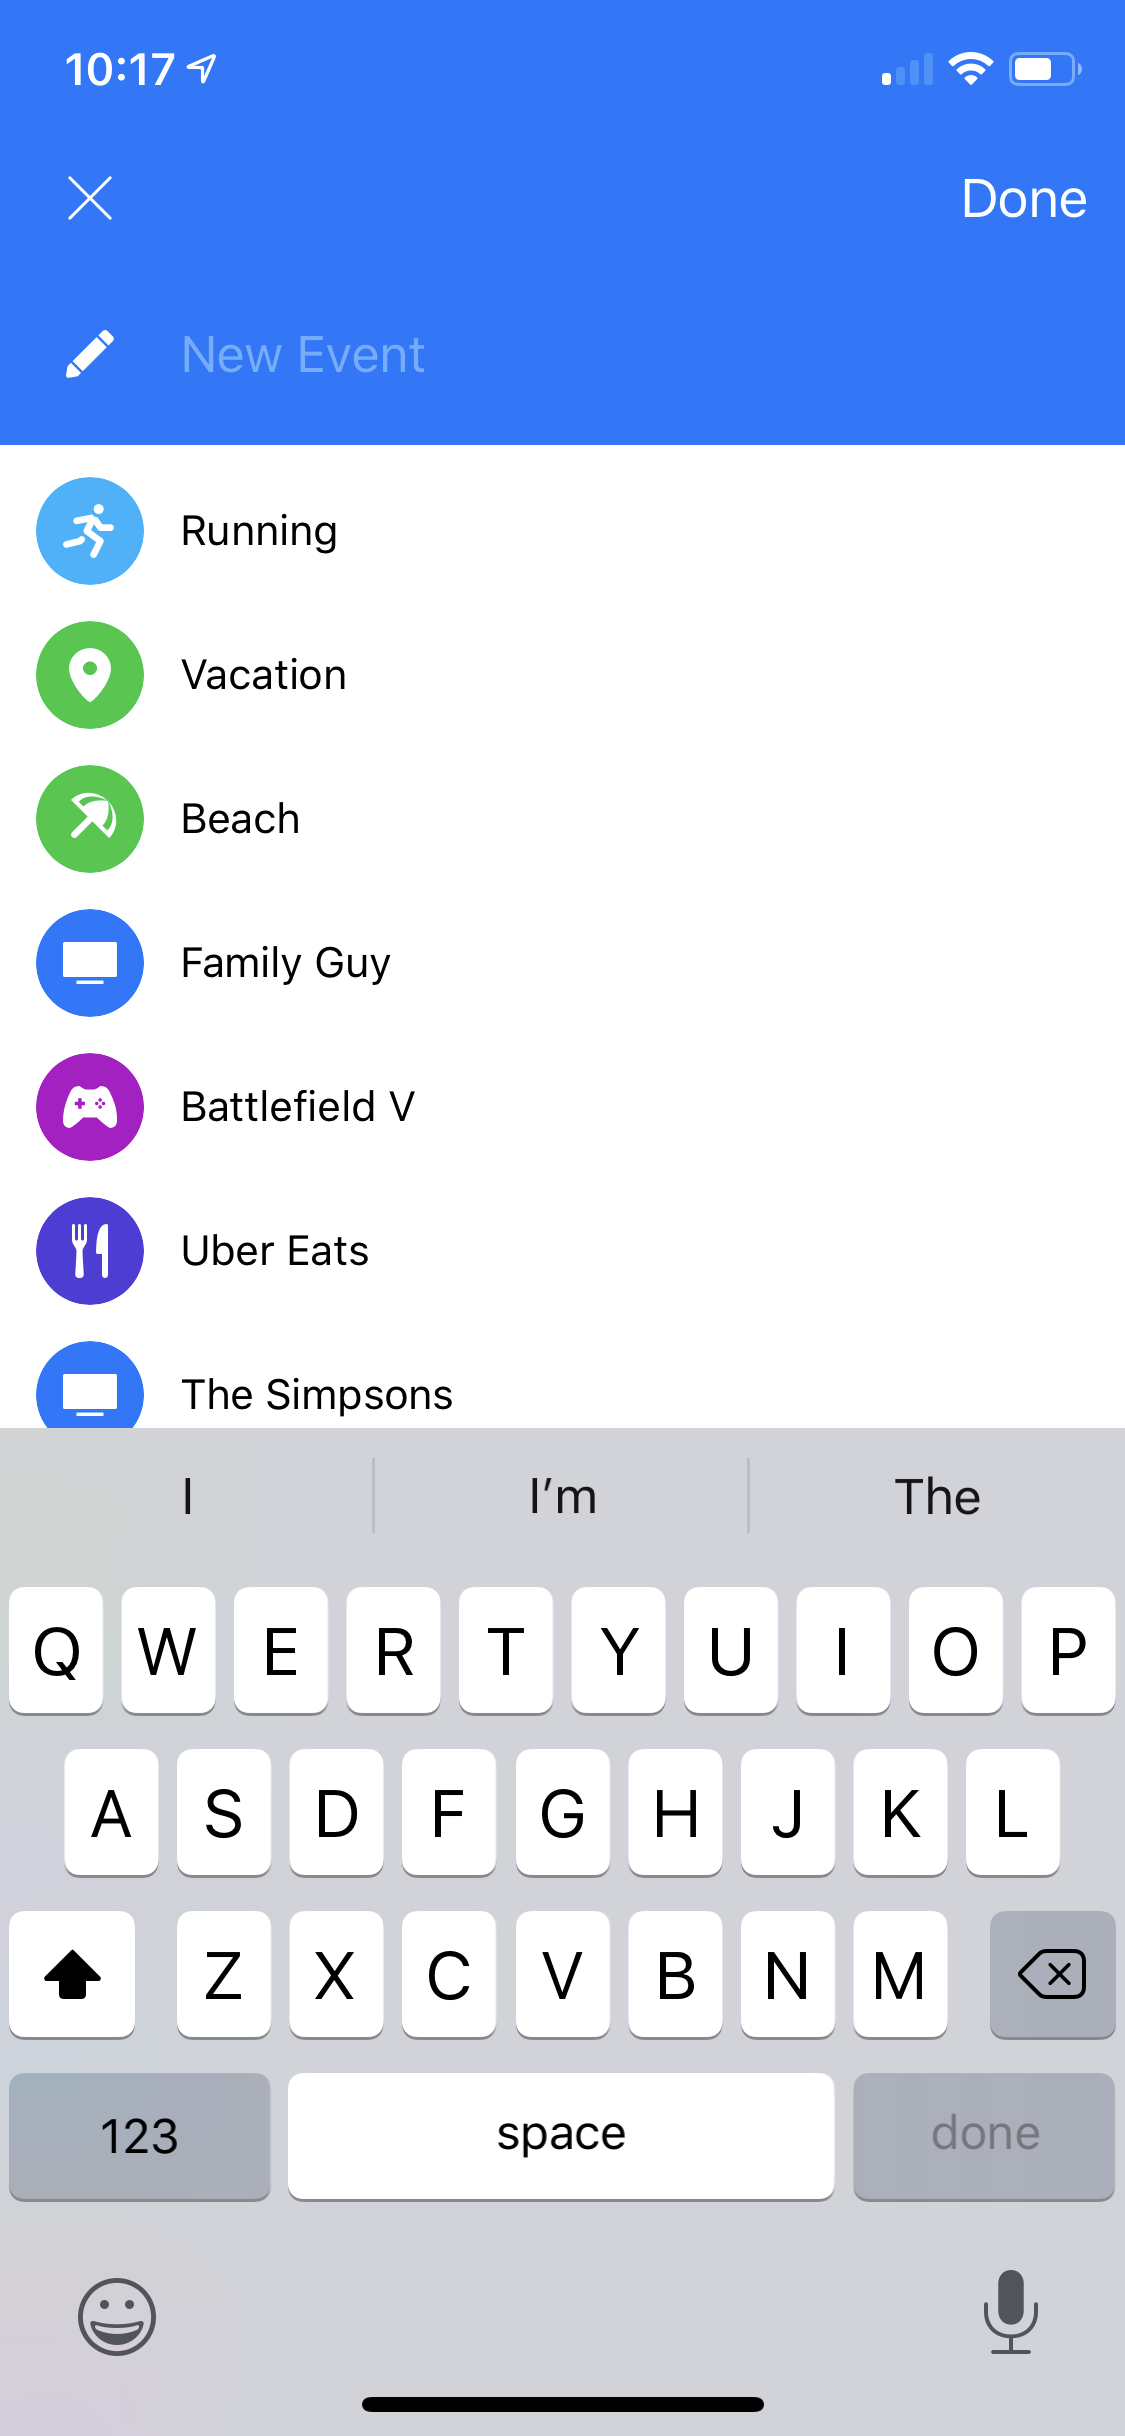 10:17
Done
New Event
Running
Vacation
Beach
Family Guy
Battlefield V
Uber Eats
The Simpsons
I I’m The
Q W E R T Y U I O P
A S D F G H J K L
Z X C V B N M
123 space done